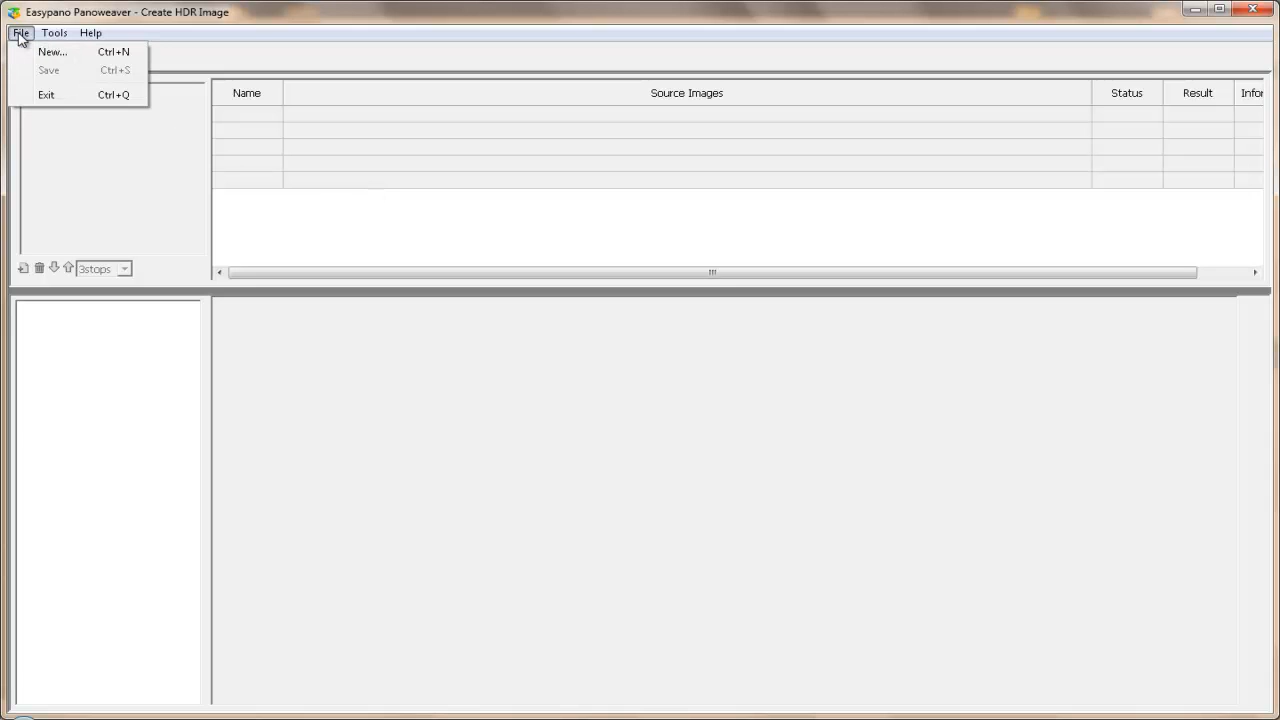 Easypano Panoweaver - Create HDR Image
File Tools Help
New... Ctrl+N
Save Ctrl+S
Exit Ctrl+Q
Name Source Images Status Result Infor
3stops